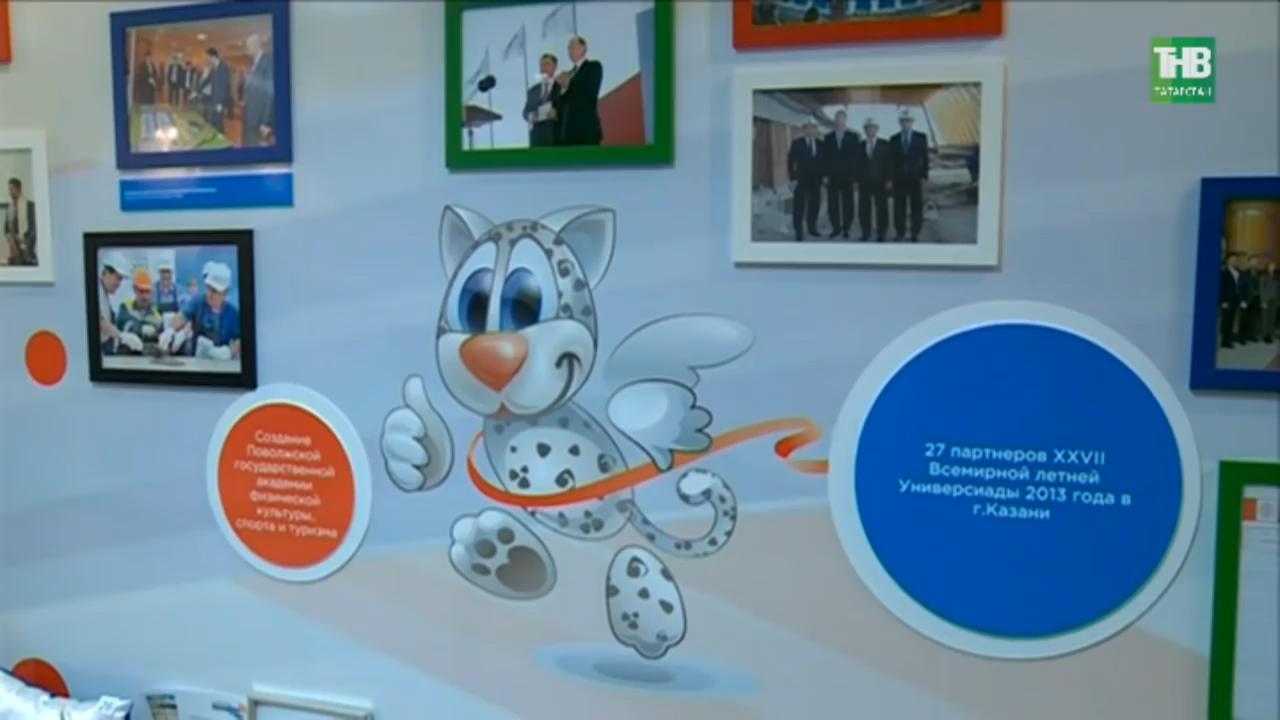 ТНВ
ТАТАРСТАН
Создание
Поволжской
государственной
академии
физической
культуры,
спорта и туризма
27 партнеров XXVII
Всемирной летней
Универсиады 2013 года в
г.Казани